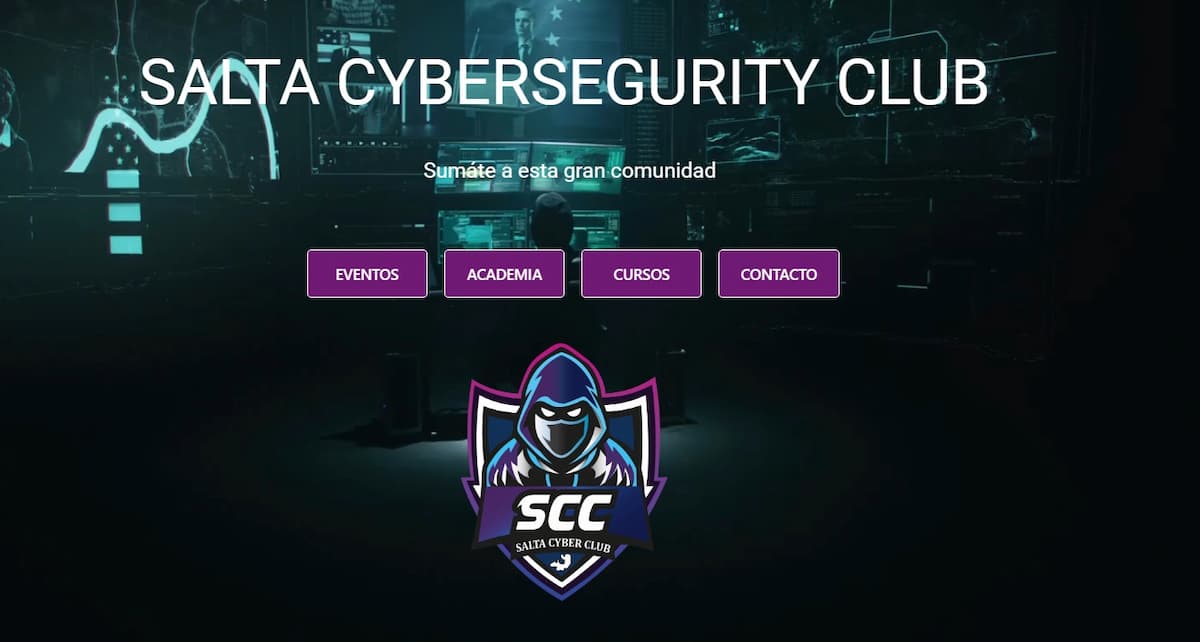 SALTA CYBERSEGURITY CLUB
Sumáte a esta gran comunidad
EVENTOS
ACADEMIA
CURSOS
CONTACTO
SCC
SALTA CYBER CLUB